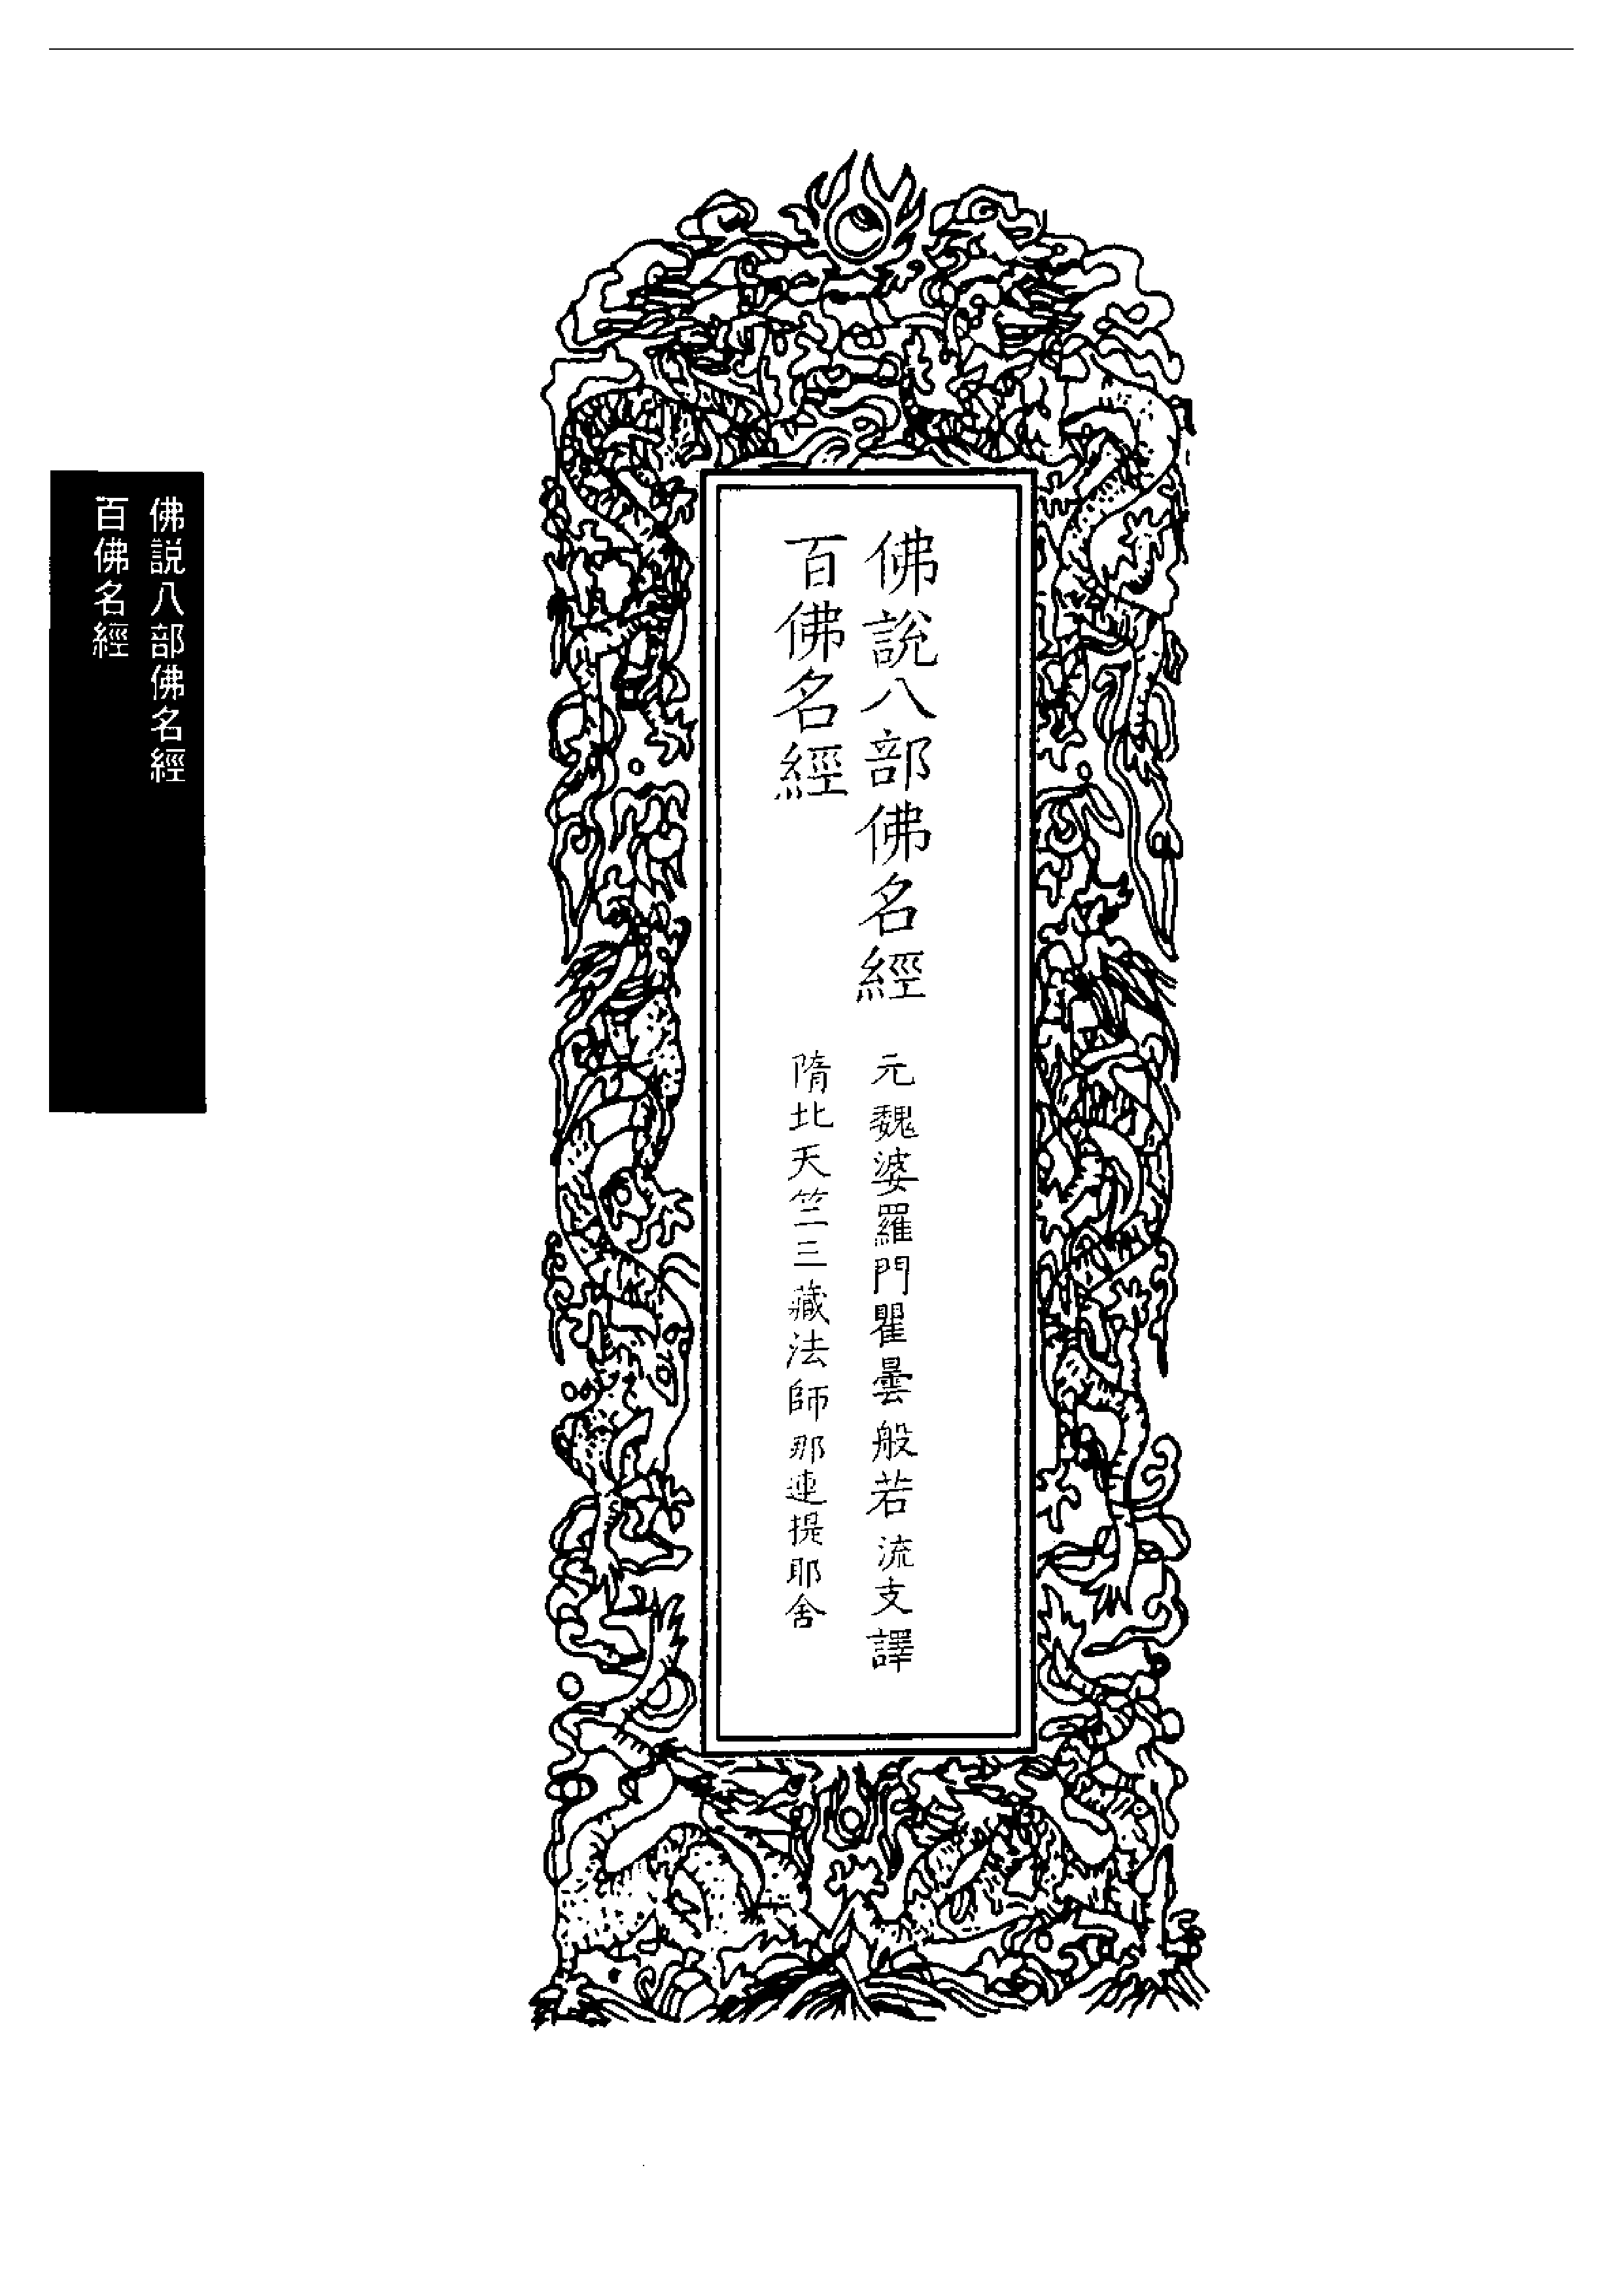 佛說八部佛名經　元魏婆羅門瞿曇般若流支譯
百佛名經　隋北天竺三藏法師那連提耶舍
佛説八部佛名經
百佛名經